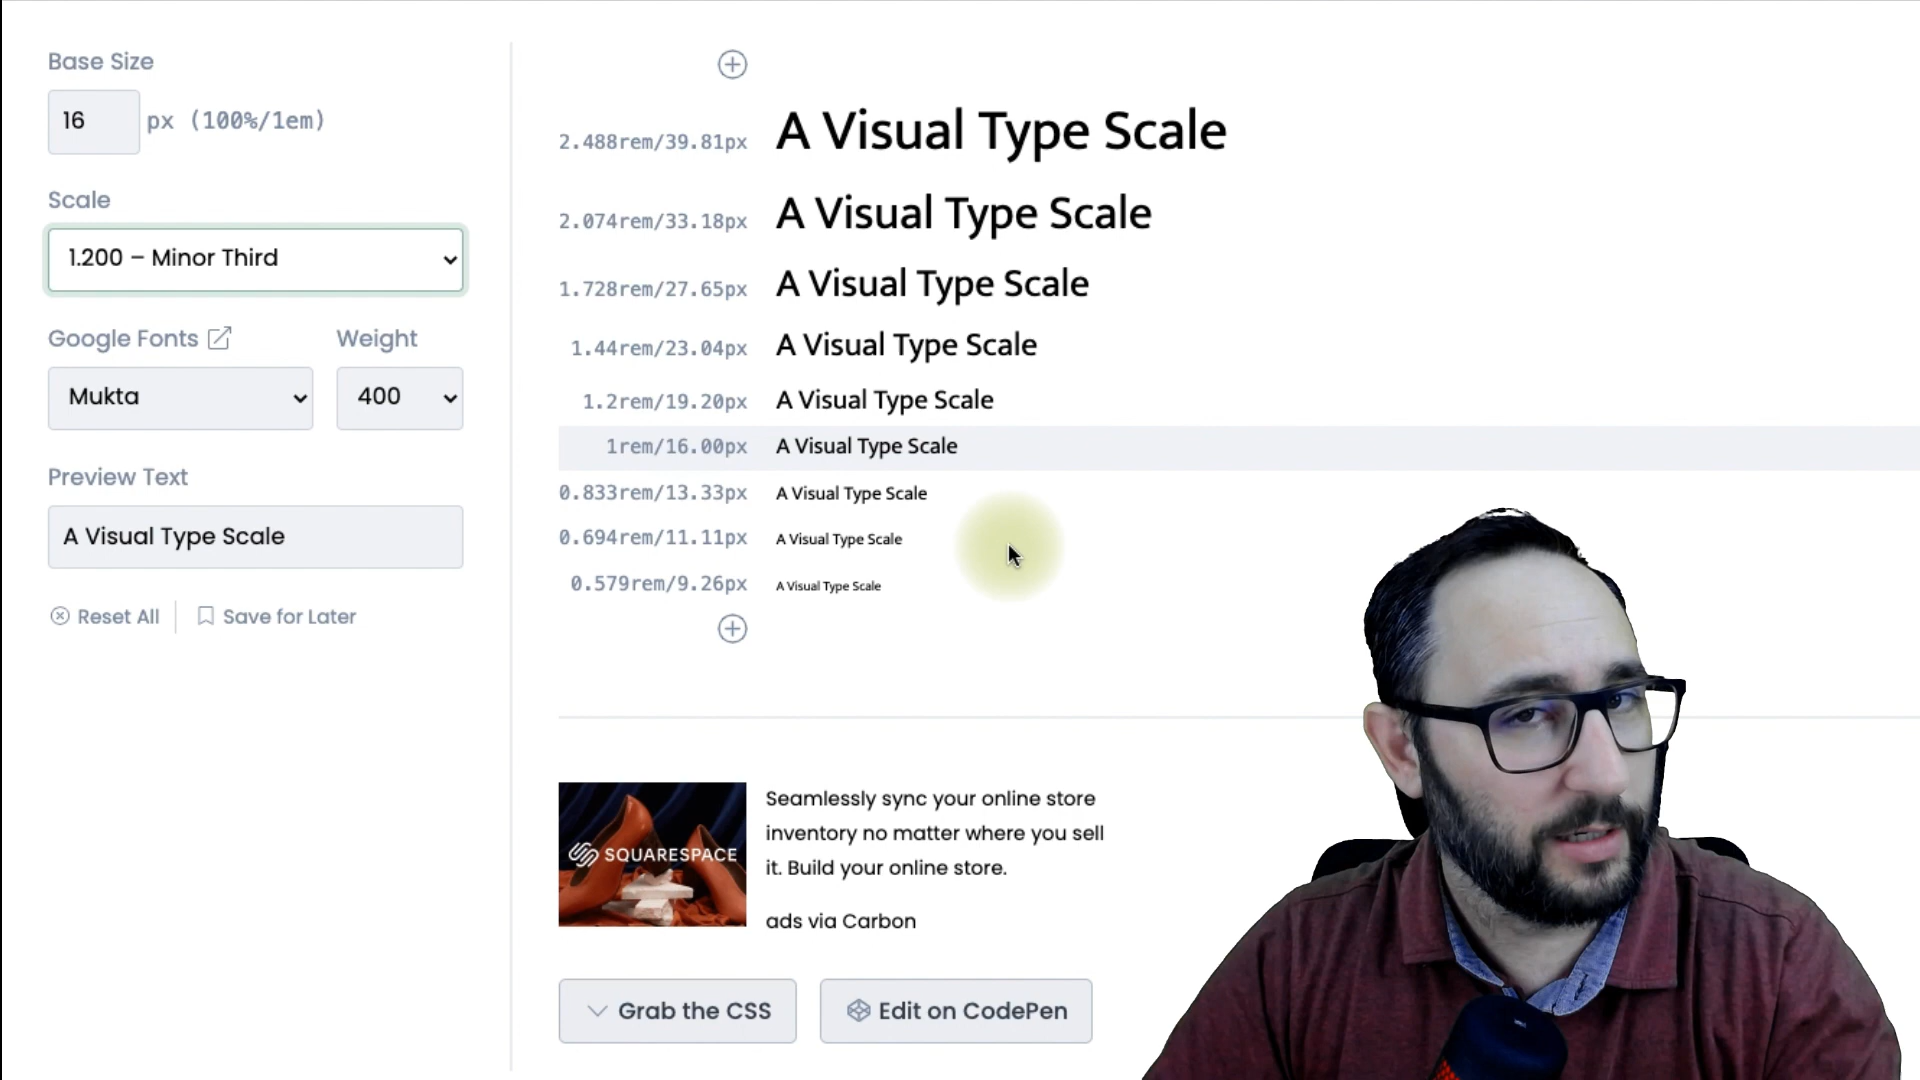 Base Size
16 px (100%/1em)
Scale
1.200 – Minor Third
Google Fonts Weight
Mukta 400
Preview Text
A Visual Type Scale
Reset All Save for Later
2.488rem/39.81px A Visual Type Scale
2.074rem/33.18px A Visual Type Scale
1.728rem/27.65px A Visual Type Scale
1.44rem/23.04px A Visual Type Scale
1.2rem/19.20px A Visual Type Scale
1rem/16.00px A Visual Type Scale
0.833rem/13.33px A Visual Type Scale
0.694rem/11.11px A Visual Type Scale
0.579rem/9.26px A Visual Type Scale
SQUARESPACE
Seamlessly sync your online store
inventory no matter where you sell
it. Build your online store.
ads via Carbon
Grab the CSS Edit on CodePen